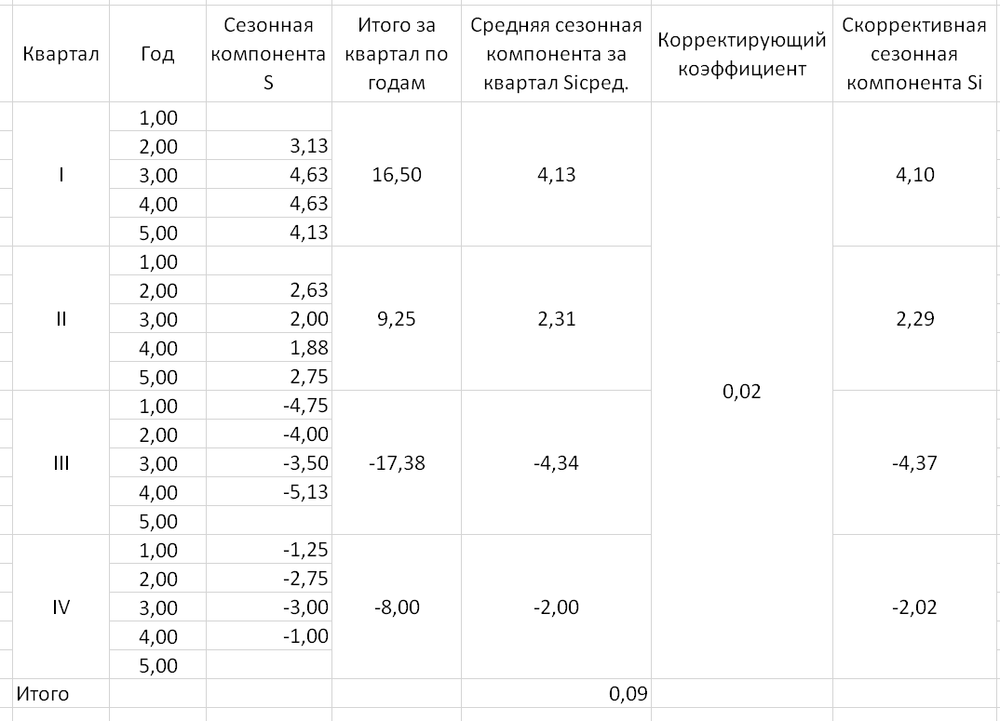 Квартал
Год
Сезонная
компонента
S
Итого за
квартал по
годам
Средняя сезонная
компонента за
квартал Siсред.
Корректирующий
коэффициент
Скоррективная
сезонная
компонента Si
I
1,00
2,00 3,13
3,00 4,63
4,00 4,63
5,00 4,13
16,50
4,13
4,10
II
1,00
2,00 2,63
3,00 2,00
4,00 1,88
5,00 2,75
9,25
2,31
2,29
0,02
III
1,00 -4,75
2,00 -4,00
3,00 -3,50
4,00 -5,13
5,00
-17,38
-4,34
-4,37
IV
1,00 -1,25
2,00 -2,75
3,00 -3,00
4,00 -1,00
5,00
-8,00
-2,00
-2,02
Итого 0,09